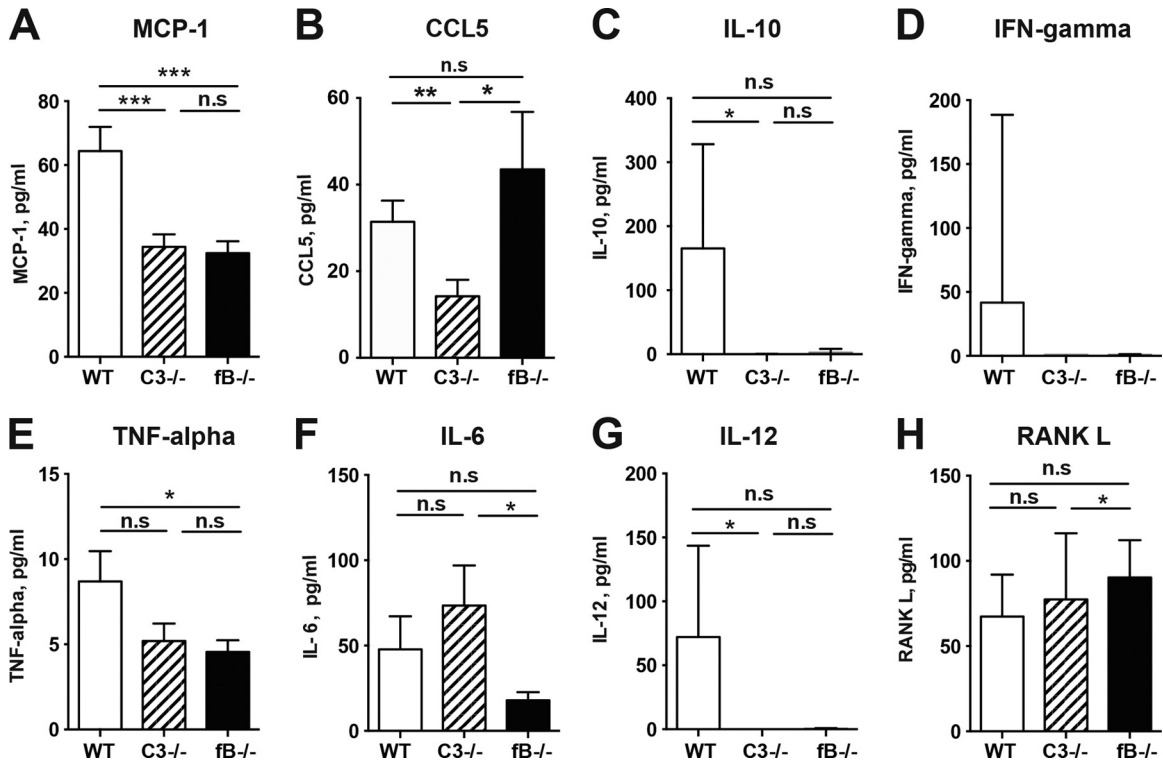 A MCP-1
***
*** n.s
80
60
40
20
0
MCP-1, pg/ml
WT C3-/- fB-/-
B CCL5
n.s
** *
60
40
20
0
CCL5, pg/ml
WT C3-/- fB-/-
C IL-10
n.s
* n.s
400
300
200
100
0
IL-10, pg/ml
WT C3-/- fB-/-
D IFN-gamma
200
150
100
50
0
IFN-gamma, pg/ml
WT C3-/- fB-/-
E TNF-alpha
*
n.s n.s
15
10
5
0
TNF-alpha, pg/ml
WT C3-/- fB-/-
F IL-6
n.s
n.s *
150
100
50
0
IL- 6, pg/ml
WT C3-/- fB-/-
G IL-12
n.s
* n.s
200
150
100
50
0
IL-12 , pg/ml
WT C3-/- fB-/-
H RANK L
n.s
n.s *
150
100
50
0
RANK L, pg/ml
WT C3-/- fB-/-